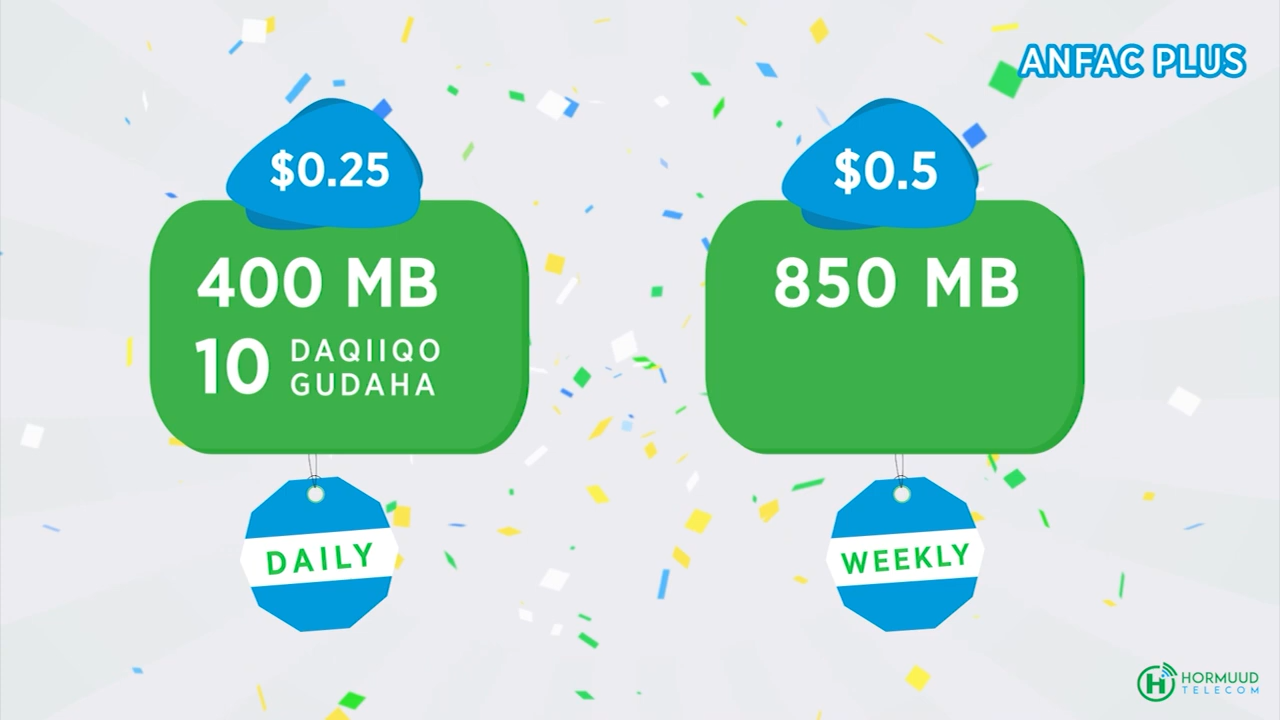 ANFAC PLUS
$0.25
400 MB
10 DAQIIQO
GUDAHA
DAILY
$0.5
850 MB
WEEKLY
HORMUUD
TELECOM